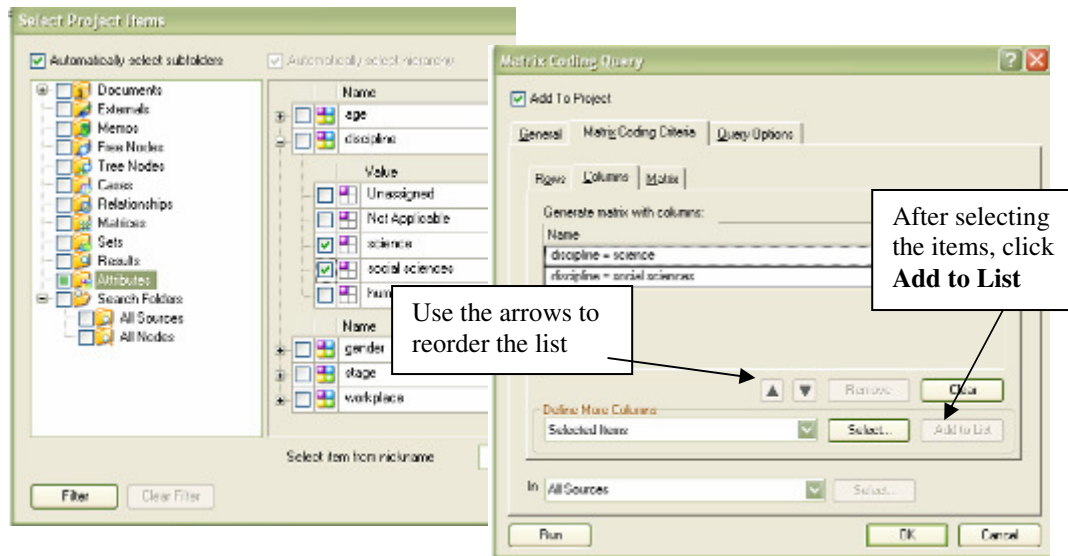 Select Project Items
Automatically select subfolders
Automatically select hierarchy
Documents
Externals
Memos
Free Nodes
Tree Nodes
Cases
Relationships
Matrices
Sets
Results
Attributes
Search Folders
All Sources
All Nodes
Name
age
discipline
Value
Unassigned
Not Applicable
science
social sciences
hum
Name
gender
stage
workplace
Select item from nickname
Filter
Clear Filter
Matrix Coding Query
Add To Project
General
Matrix Coding Criteria
Query Options
Rows
Columns
Matrix
Generate matrix with columns:
Name
discipline = science
discipline = social sciences
After selecting
the items, click
Add to List
Use the arrows to
reorder the list
Remove
Clear
Define More Columns
Selected Items
Select...
Add to List
In
All Sources
Select...
Run
OK
Cancel